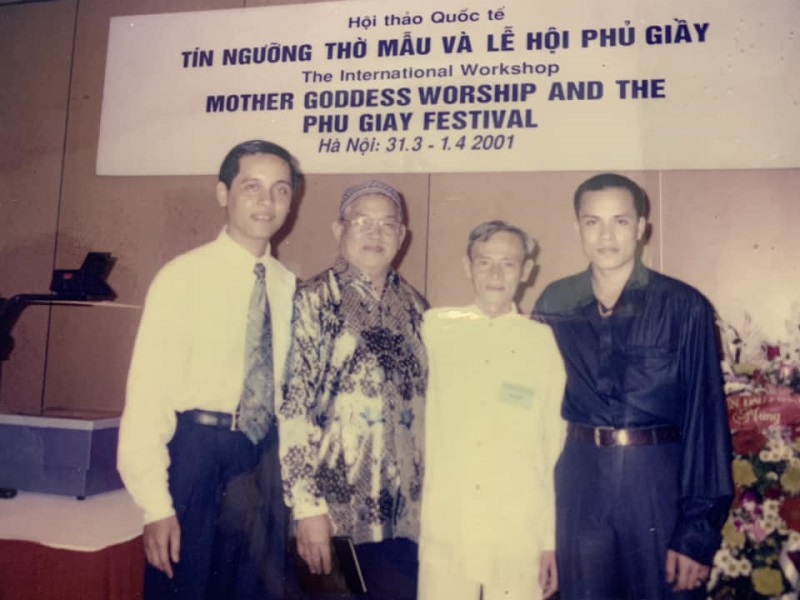 Hội thảo Quốc tế
TÍN NGƯỠNG THỜ MẪU VÀ LỄ HỘI PHỦ GIẦY
The International Workshop
MOTHER GODDESS WORSHIP AND THE
PHU GIAY FESTIVAL
Hà Nội: 31.3 - 1.4 2001